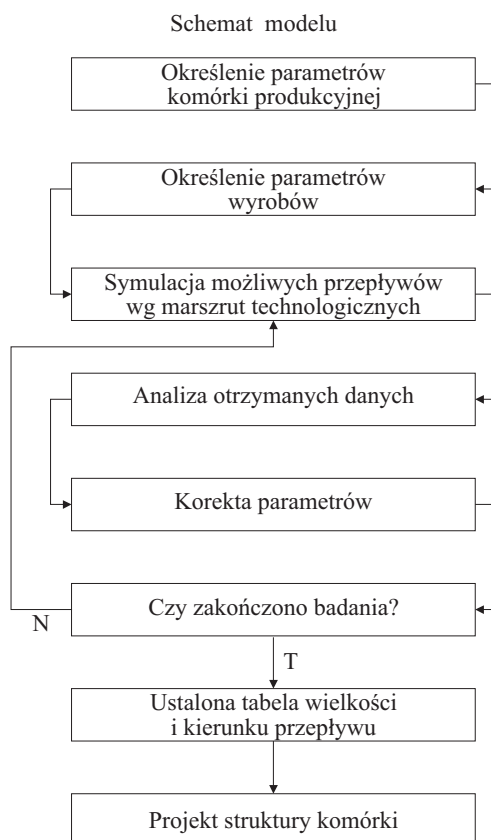 Schemat modelu
Określenie parametrów
komórki produkcyjnej
Określenie parametrów
wyrobów
Symulacja możliwych przepływów
wg marszrut technologicznych
Analiza otrzymanych danych
Korekta parametrów
Czy zakończono badania?
N
T
Ustalona tabela wielkości
i kierunku przepływu
Projekt struktury komórki